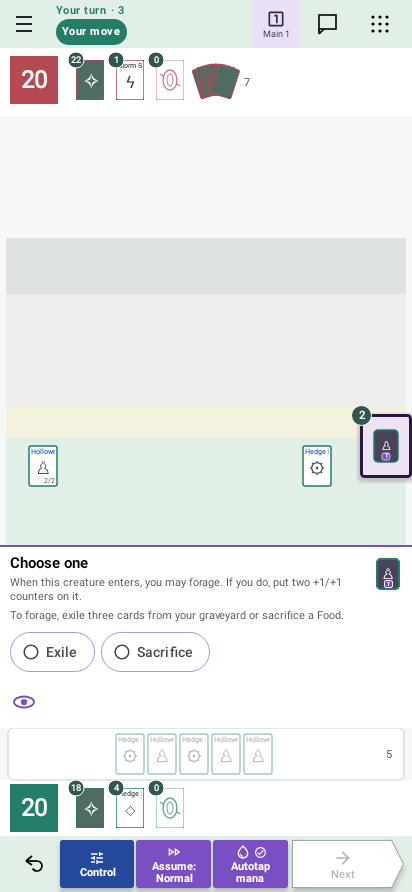 Your turn · 3
Your move
1
Main 1
20
22
1
torm S
0
7
2
Hollow
2/2
Hedge
T
Choose one
When this creature enters, you may forage. If you do, put two +1/+1
counters on it.
To forage, exile three cards from your graveyard or sacrifice a Food.
T
Exile
Sacrifice
Hedge
Hollow
Hedge
Hollow
Hollow
5
20
18
4
edge
0
Control
Assume:
Normal
Autotap
mana
Next